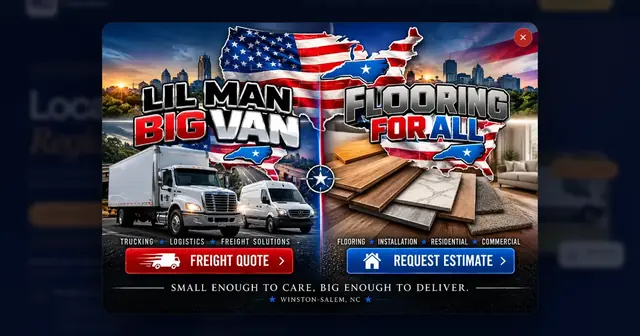 LIL MAN
BIG VAN
TRUCKING ★ LOGISTICS ★ FREIGHT SOLUTIONS
FREIGHT QUOTE >
FLOORING
FOR ALL
FLOORING ★ INSTALLATION ★ RESIDENTIAL ★ COMMERCIAL
REQUEST ESTIMATE >
SMALL ENOUGH TO CARE, BIG ENOUGH TO DELIVER.
★ WINSTON-SALEM, NC ★